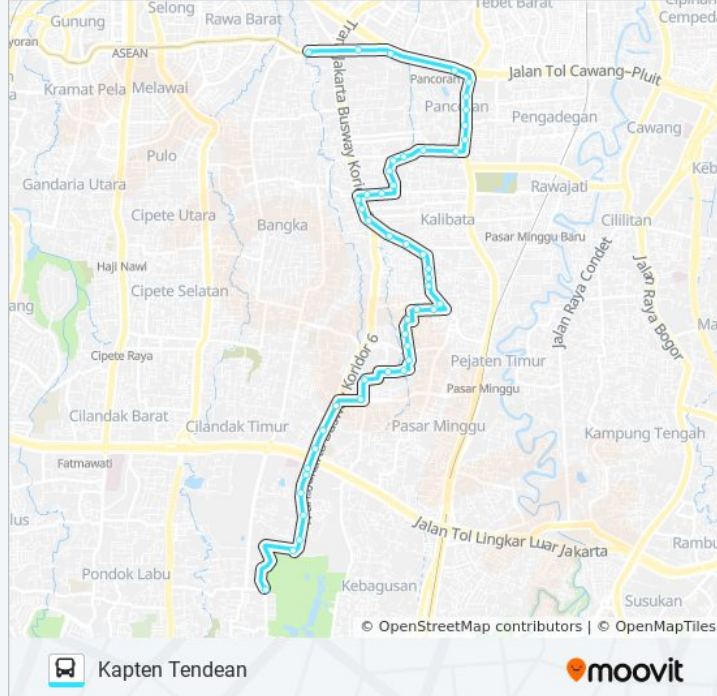 Gunung
Selong
Rawa Barat
Tebet Barat
Cipinang
Cempedak
ayoran
ASEAN
Jalan Tol Cawang–Pluit
Kramat Pela
Melawai
Pancoran
Pancoran
Pengadegan
Cawang
Pulo
Gandaria Utara
Rawajati
Cipete Utara
Bangka
Kalibata
Cililitan
Pasar Minggu Baru
Haji Nawi
Cipete Selatan
Jalan Raya Condet
Jalan Raya Bogor
Koridor 6
Cipete Raya
Pejaten Timur
Pasar Minggu
Cilandak Barat
Cilandak Timur
Pasar Minggu
Kampung Tengah
Fatmawati
Jalan Tol Lingkar Luar Jakarta
Rambu
Pondok Labu
Kebagusan
Susukan
© OpenStreetMap contributors | © OpenMapTiles
Kapten Tendean
moovit